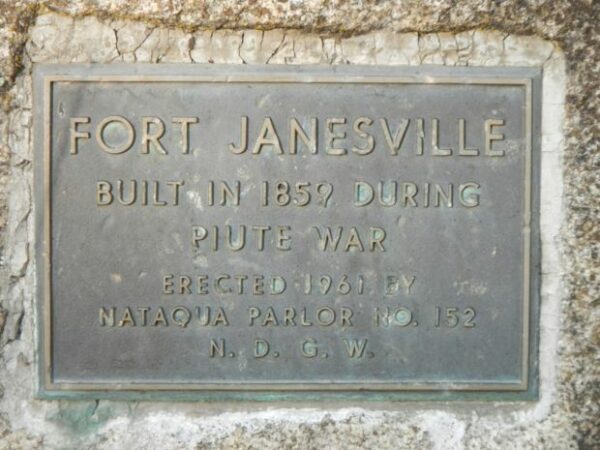 FORT JANESVILLE
BUILT IN 1859 DURING
PIUTE WAR
ERECTED 1961 BY
NATAQUA PARLOR NO. 152
N. D. G. W.